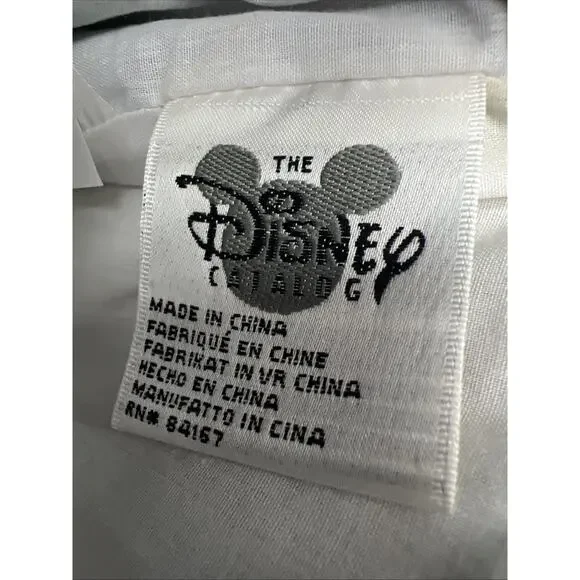 THE
DISNEY
CATALOG
MADE IN CHINA
FABRIQUÉ EN CHINE
FABRIKAT IN VR CHINA
HECHO EN CHINA
MANUFATTO IN CINA
RN# 84167